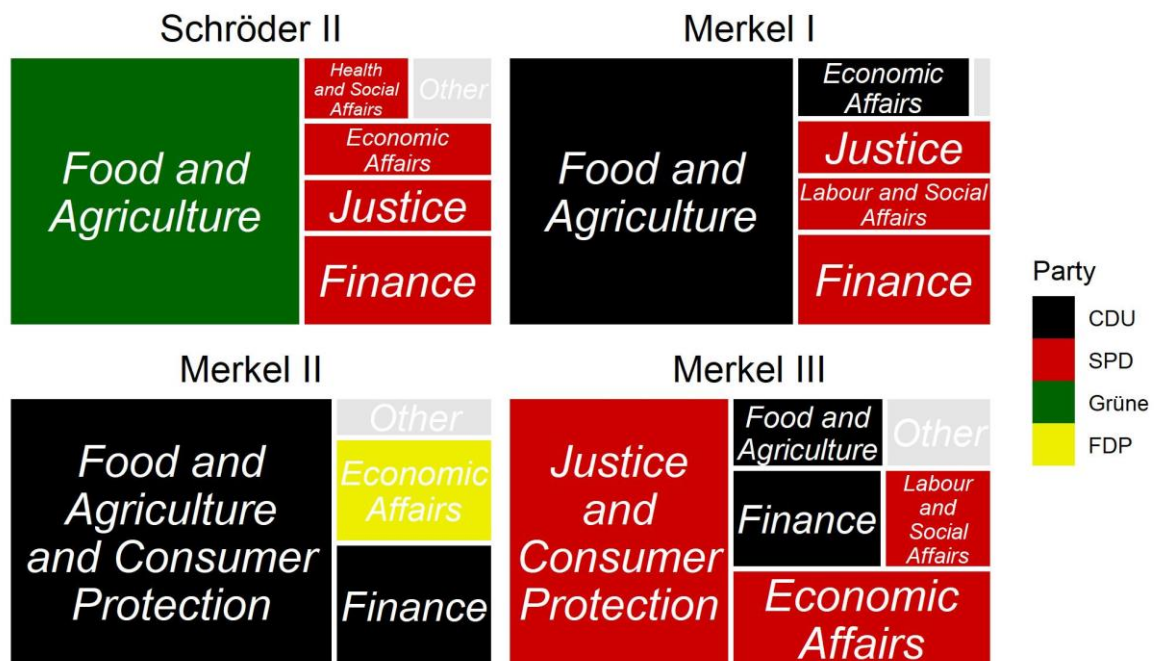 Schröder II
Food and
Agriculture
Health
and Social
Affairs
Other
Economic
Affairs
Justice
Finance
Merkel I
Food and
Agriculture
Economic
Affairs
Justice
Labour and Social
Affairs
Finance
Merkel II
Food and
Agriculture
and Consumer
Protection
Other
Economic
Affairs
Finance
Merkel III
Justice
and
Consumer
Protection
Food and
Agriculture
Other
Finance
Labour
and
Social
Affairs
Economic
Affairs
Party
CDU
SPD
Grüne
FDP